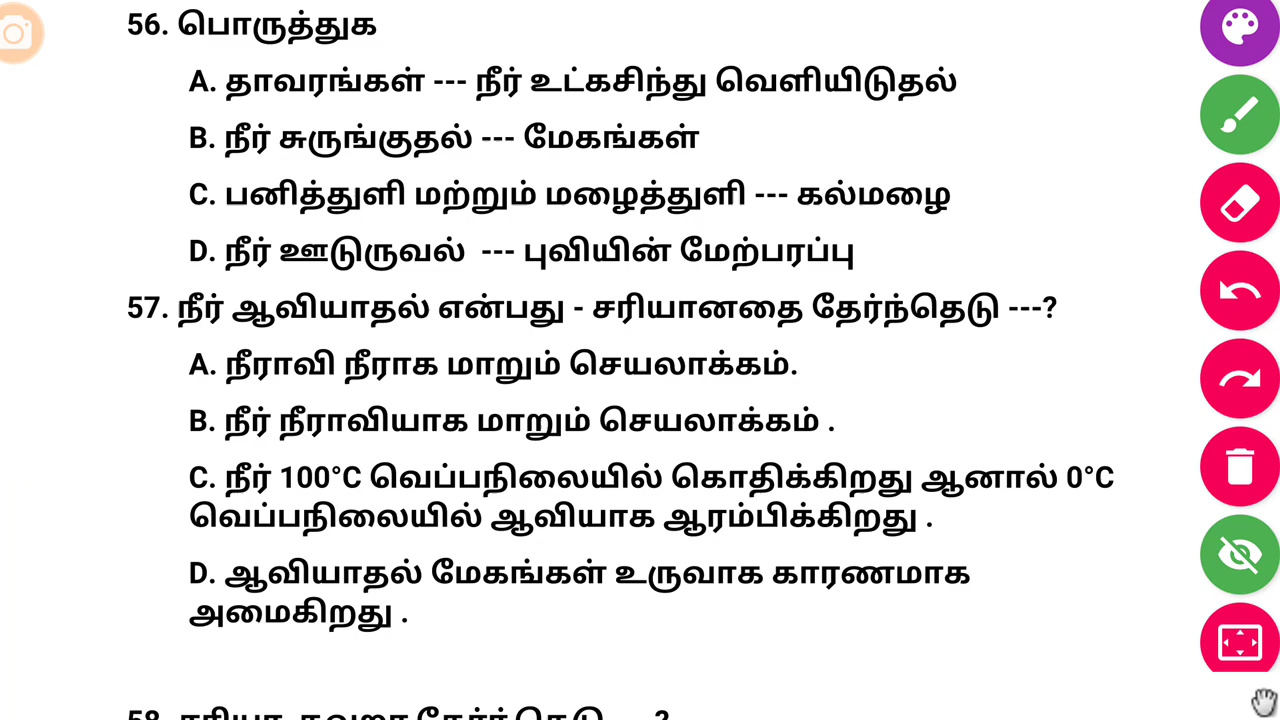 56. பொருத்துக
A. தாவரங்கள் --- நீர் உட்கசிந்து வெளியிடுதல்
B. நீர் சுருங்குதல் --- மேகங்கள்
C. பனித்துளி மற்றும் மழைத்துளி --- கல்மழை
D. நீர் ஊடுருவல் --- புவியின் மேற்பரப்பு
57. நீர் ஆவியாதல் என்பது - சரியானதை தேர்ந்தெடு ---?
A. நீராவி நீராக மாறும் செயலாக்கம்.
B. நீர் நீராவியாக மாறும் செயலாக்கம் .
C. நீர் 100°C வெப்பநிலையில் கொதிக்கிறது ஆனால் 0°C
வெப்பநிலையில் ஆவியாக ஆரம்பிக்கிறது .
D. ஆவியாதல் மேகங்கள் உருவாக காரணமாக
அமைகிறது .